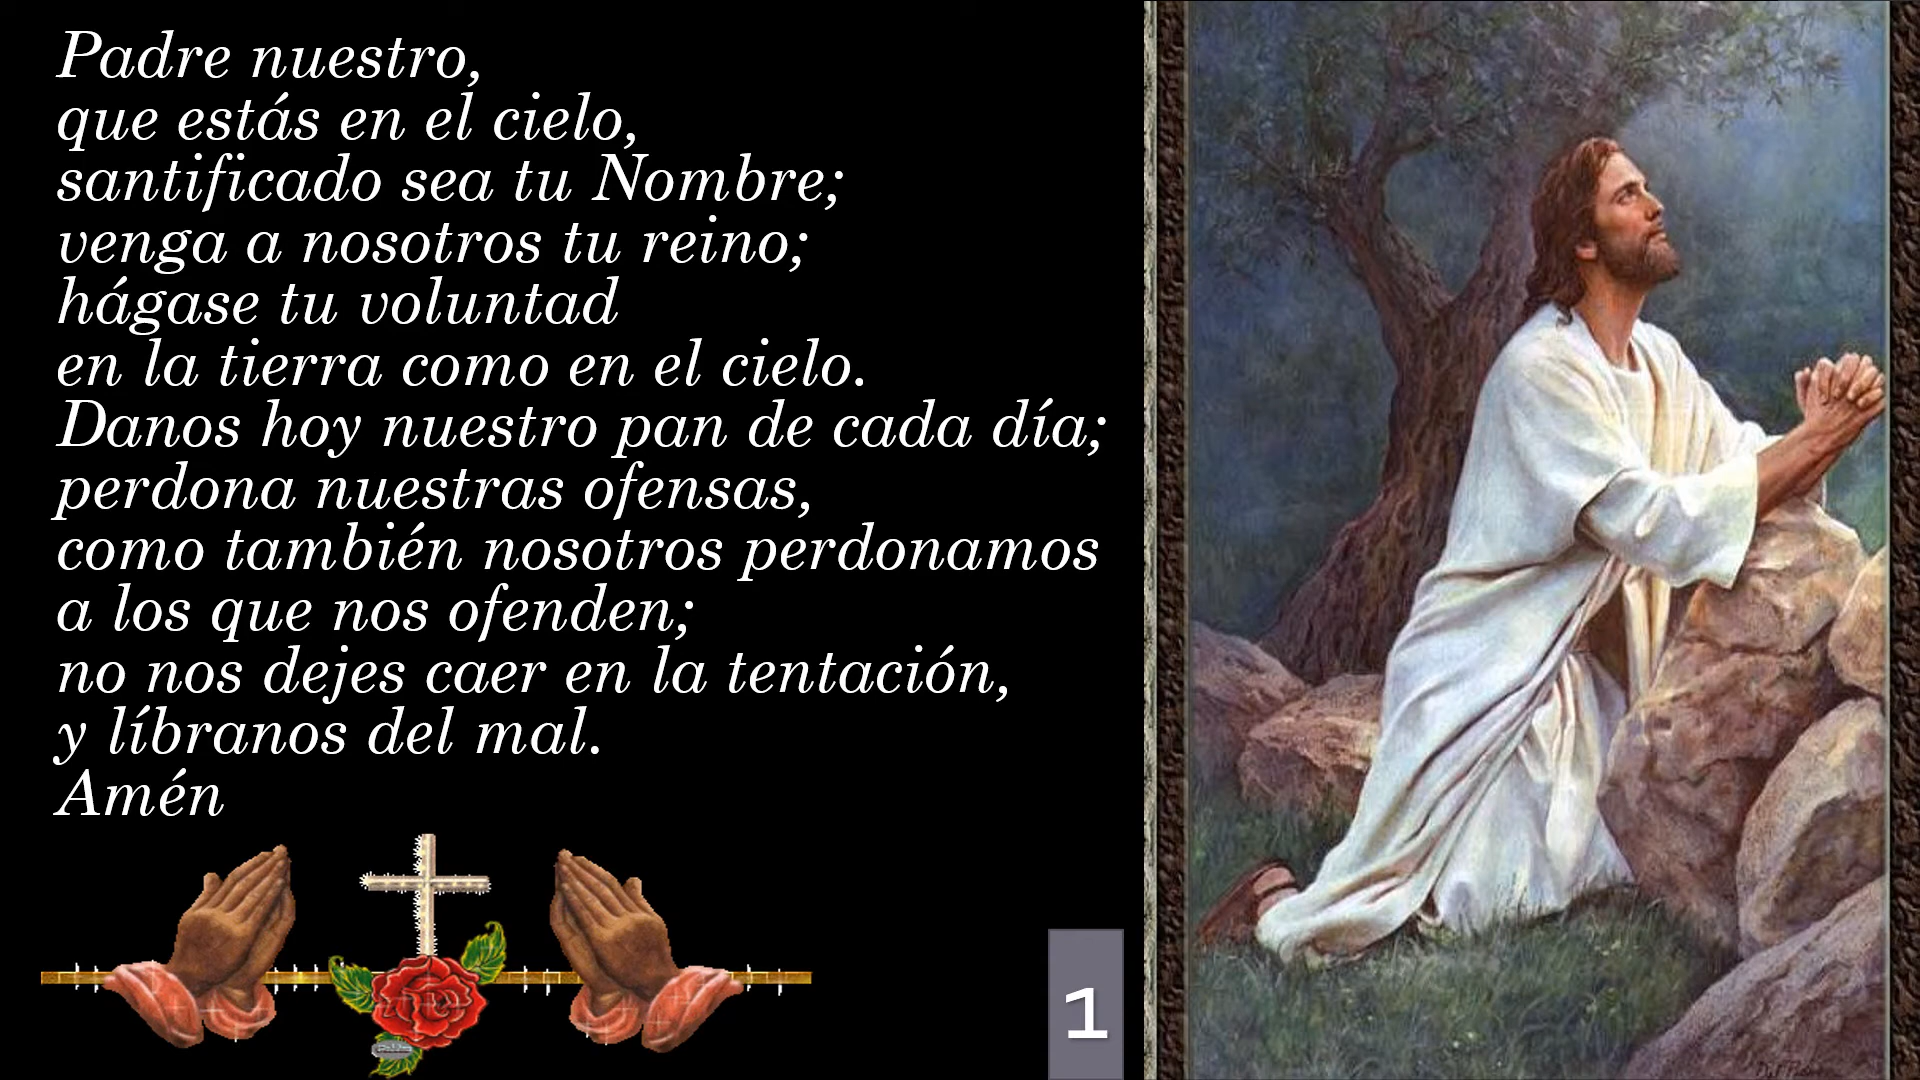 Padre nuestro,
que estás en el cielo,
santificado sea tu Nombre;
venga a nosotros tu reino;
hágase tu voluntad
en la tierra como en el cielo.
Danos hoy nuestro pan de cada día;
perdona nuestras ofensas,
como también nosotros perdonamos
a los que nos ofenden;
no nos dejes caer en la tentación,
y líbranos del mal.
Amén
1